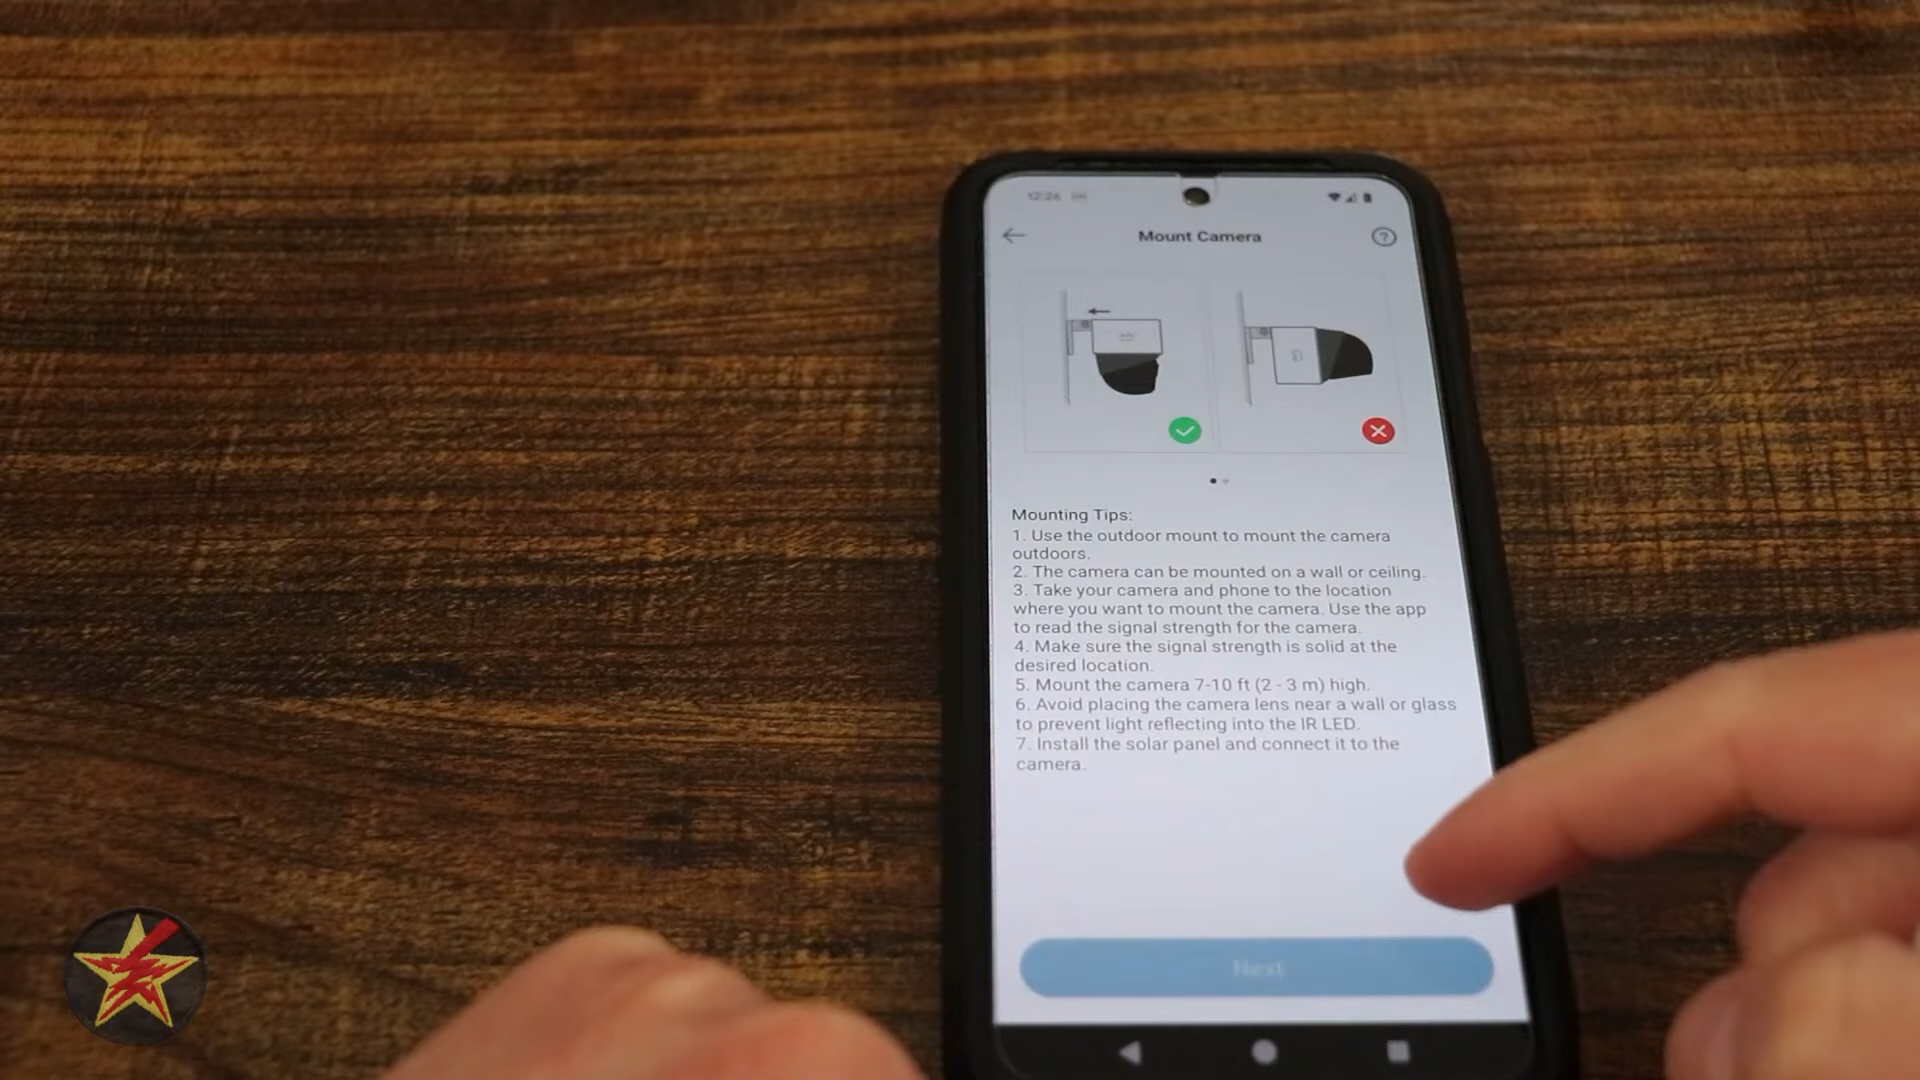 12:26
Mount Camera
Mounting Tips:
1. Use the outdoor mount to mount the camera
outdoors.
2. The camera can be mounted on a wall or ceiling.
3. Take your camera and phone to the location
where you want to mount the camera. Use the app
to read the signal strength for the camera.
4. Make sure the signal strength is solid at the
desired location.
5. Mount the camera 7-10 ft (2 - 3 m) high.
6. Avoid placing the camera lens near a wall or glass
to prevent light reflecting into the IR LED.
7. Install the solar panel and connect it to the
camera.
Next